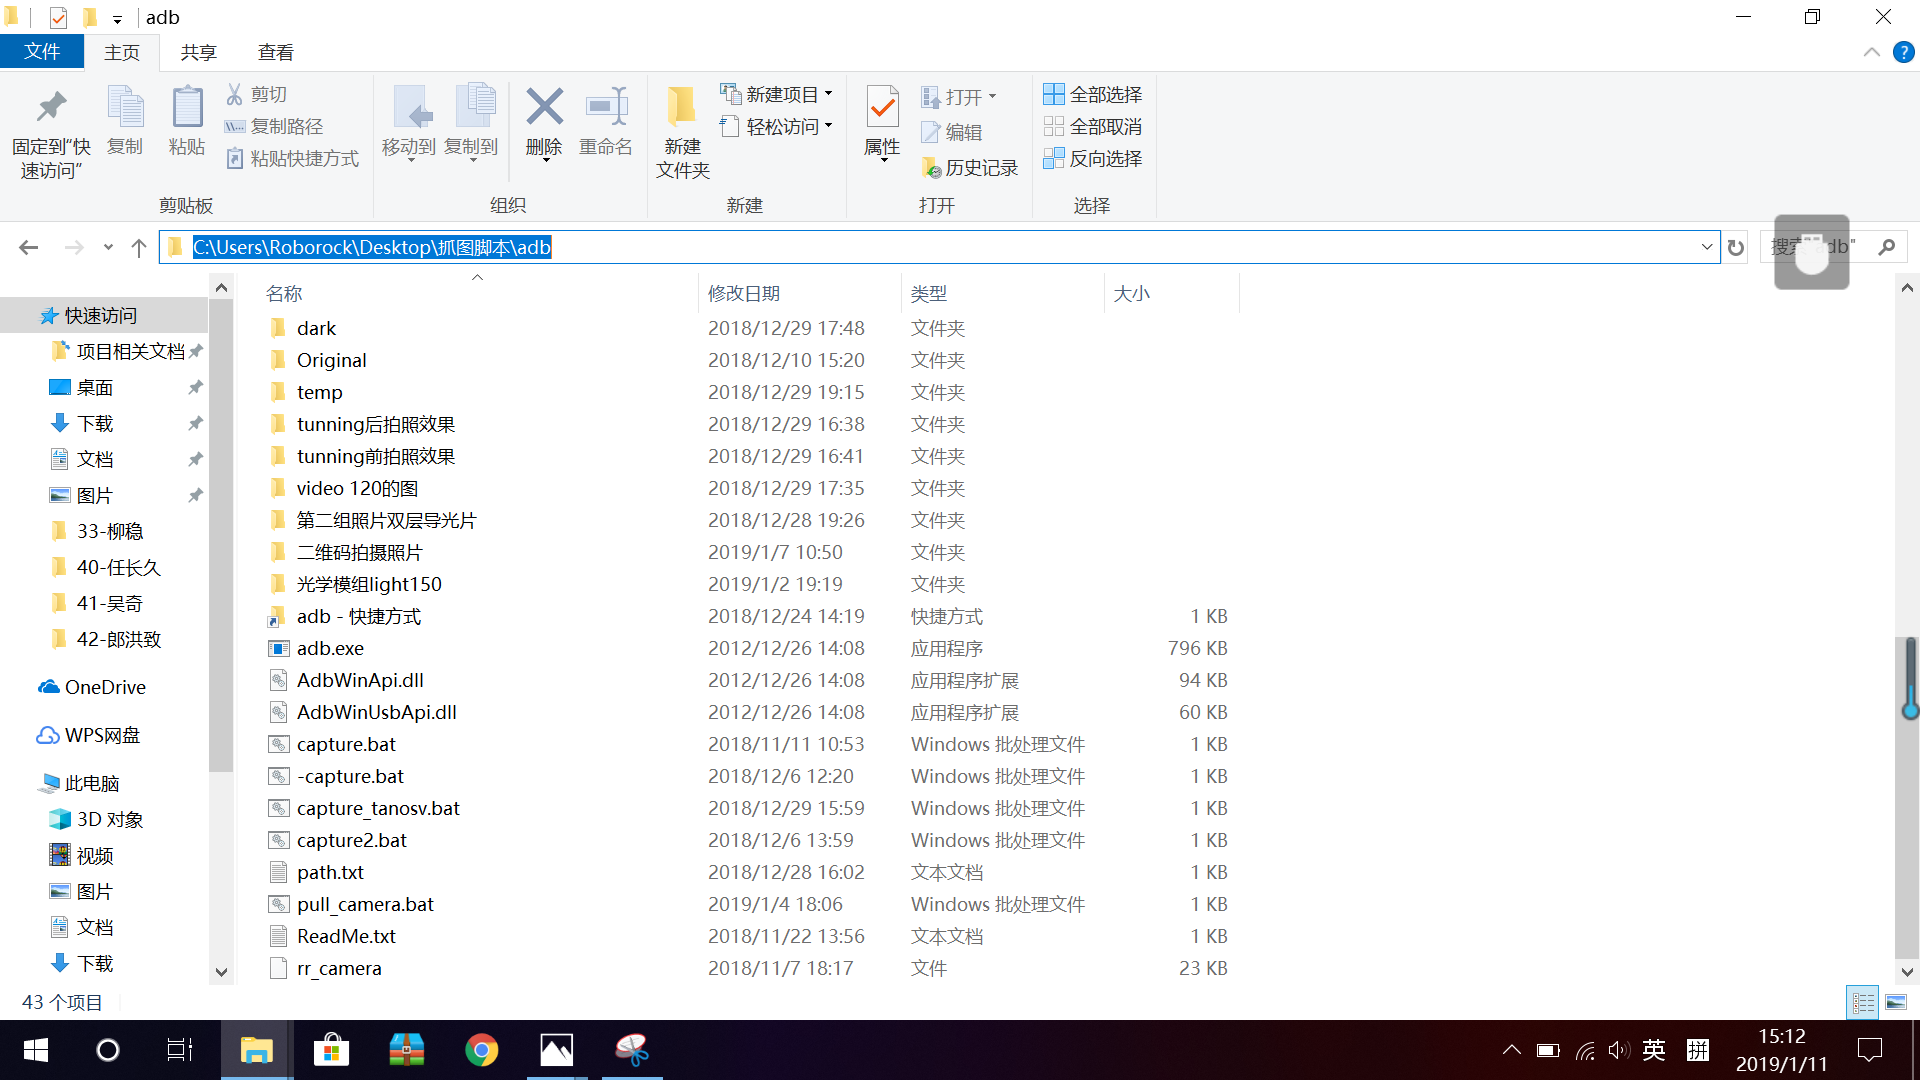 adb
文件 主页 共享 查看
固定到"快速访问" 复制 粘贴 剪切 复制路径 粘贴快捷方式
剪贴板
移动到 复制到 删除 重命名
组织
新建文件夹 新建项目 轻松访问
新建
属性 打开 编辑 历史记录
打开
全部选择 全部取消 反向选择
选择
C:\Users\Roborock\Desktop\抓图脚本\adb
快速访问
项目相关文档
桌面
下载
文档
图片
33-柳稳
40-任长久
41-吴奇
42-郎洪致
OneDrive
WPS网盘
此电脑
3D 对象
视频
图片
文档
下载
名称 修改日期 类型 大小
dark 2018/12/29 17:48 文件夹
Original 2018/12/10 15:20 文件夹
temp 2018/12/29 19:15 文件夹
tunning后拍照效果 2018/12/29 16:38 文件夹
tunning前拍照效果 2018/12/29 16:41 文件夹
video 120的图 2018/12/29 17:35 文件夹
第二组照片双层导光片 2018/12/28 19:26 文件夹
二维码拍摄照片 2019/1/7 10:50 文件夹
光学模组light150 2019/1/2 19:19 文件夹
adb - 快捷方式 2018/12/24 14:19 快捷方式 1 KB
adb.exe 2012/12/26 14:08 应用程序 796 KB
AdbWinApi.dll 2012/12/26 14:08 应用程序扩展 94 KB
AdbWinUsbApi.dll 2012/12/26 14:08 应用程序扩展 60 KB
capture.bat 2018/11/11 10:53 Windows 批处理文件 1 KB
-capture.bat 2018/12/6 12:20 Windows 批处理文件 1 KB
capture_tanosv.bat 2018/12/29 15:59 Windows 批处理文件 1 KB
capture2.bat 2018/12/6 13:59 Windows 批处理文件 1 KB
path.txt 2018/12/28 16:02 文本文档 1 KB
pull_camera.bat 2019/1/4 18:06 Windows 批处理文件 1 KB
ReadMe.txt 2018/11/22 13:56 文本文档 1 KB
rr_camera 2018/11/7 18:17 文件 23 KB
43 个项目
英 拼
15:12
2019/1/11